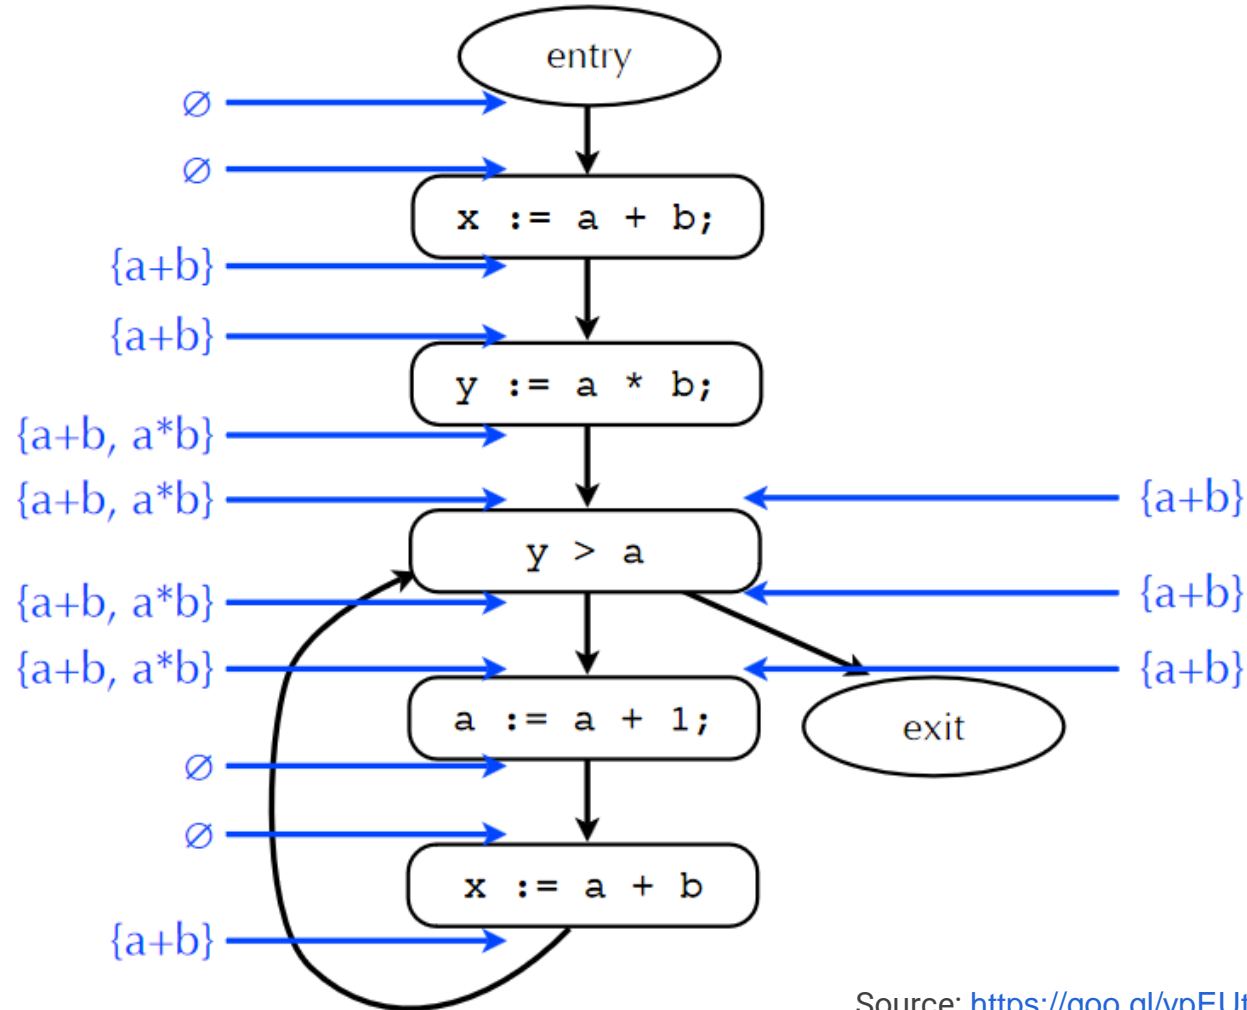 entry
∅
∅
x := a + b;
{a+b}
{a+b}
y := a * b;
{a+b, a*b}
{a+b, a*b}
{a+b}
y > a
{a+b, a*b}
{a+b}
{a+b, a*b}
{a+b}
a := a + 1;
exit
∅
∅
x := a + b
{a+b}
Source: